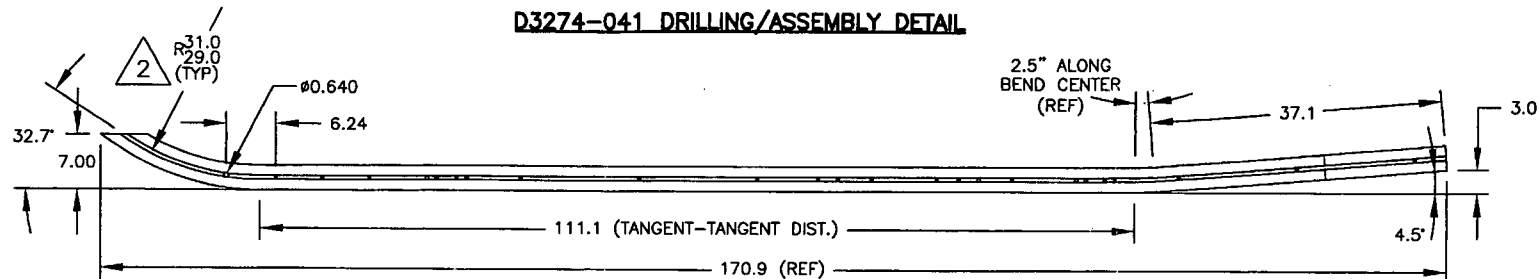 D3274-041 DRILLING/ASSEMBLY DETAIL
2
R31.0
29.0
(TYP)
Ø0.640
6.24
2.5" ALONG
BEND CENTER
(REF)
37.1
3.0
32.7°
7.00
111.1 (TANGENT-TANGENT DIST.)
4.5°
170.9 (REF)